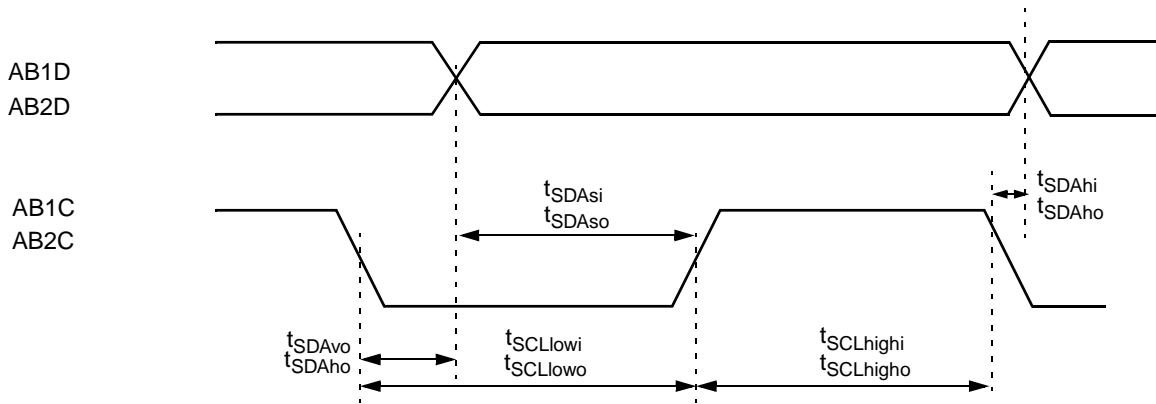 AB1D
AB2D
AB1C
AB2C
tSDAsi
tSDAso
tSDAhi
tSDAho
tSDAvo
tSDAho
tSCLlowi
tSCLlowo
tSCLhighi
tSCLhigho